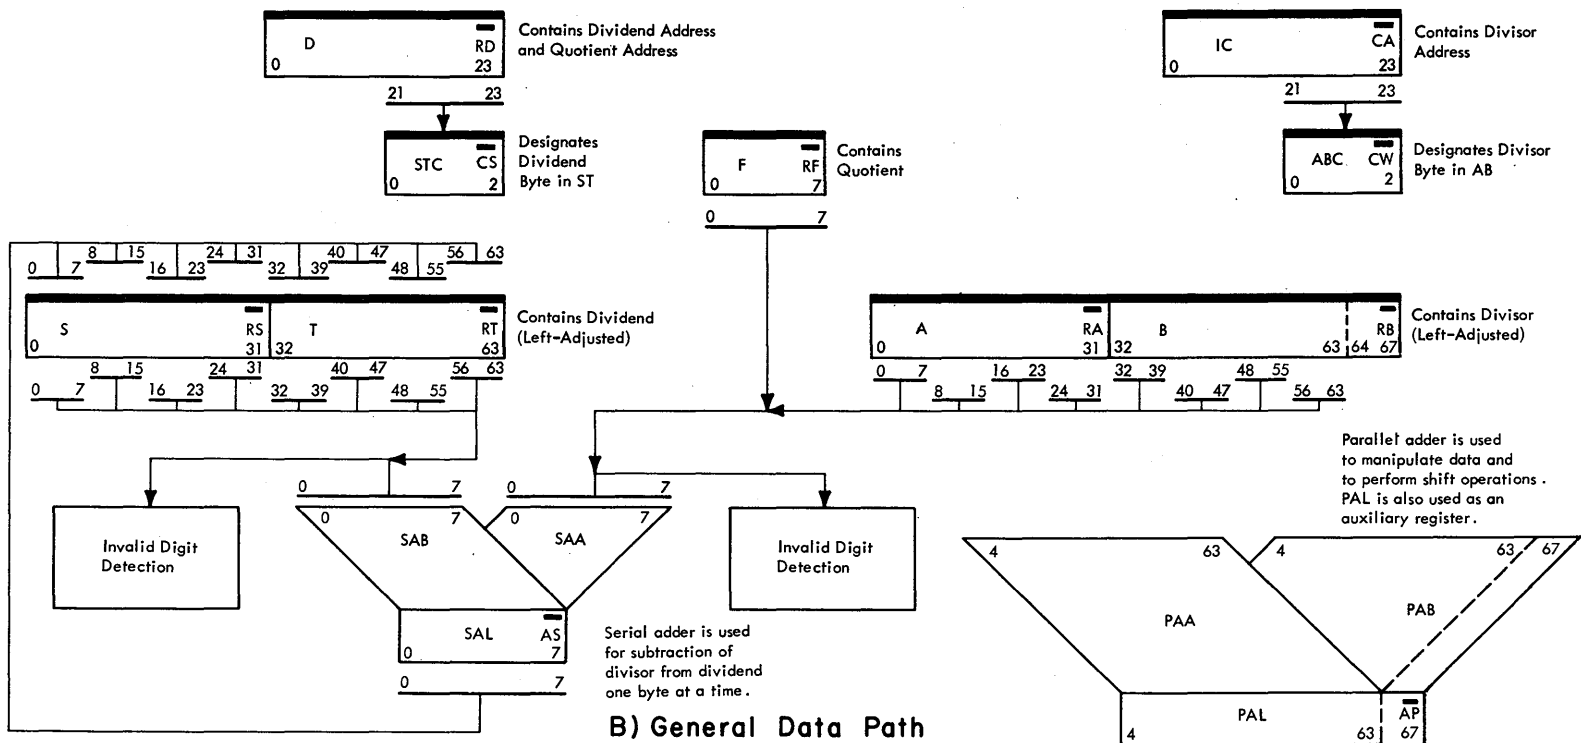 D
RD
0
23
Contains Dividend Address
and Quotient Address
IC
CA
0
23
Contains Divisor
Address
21 23
21 23
STC CS
0 2
Designates
Dividend
Byte in ST
F RF
0 7
Contains
Quotient
ABC CW
0 2
Designates Divisor
Byte in AB
0 7
0 7
8 15
16 23
24 31
32 39
40 47
48 55
56 63
S RS
0 31
T RT
32 63
Contains Dividend
(Left-Adjusted)
A RA
0 31
B RB
32 63 64 67
Contains Divisor
(Left-Adjusted)
0 7
8 15
16 23
24 31
32 39
40 47
48 55
56 63
0 7
8 15
16 23
24 31
32 39
40 47
48 55
56 63
Parallel adder is used
to manipulate data and
to perform shift operations.
PAL is also used as an
auxiliary register.
0 7
0 7
Invalid Digit
Detection
0 7
SAB
0 7
SAA
Invalid Digit
Detection
4 63
PAA
4 63 67
PAB
SAL AS
0 7
0 7
Serial adder is used
for subtraction of
divisor from dividend
one byte at a time.
PAL AP
4 63 67
B) General Data Path